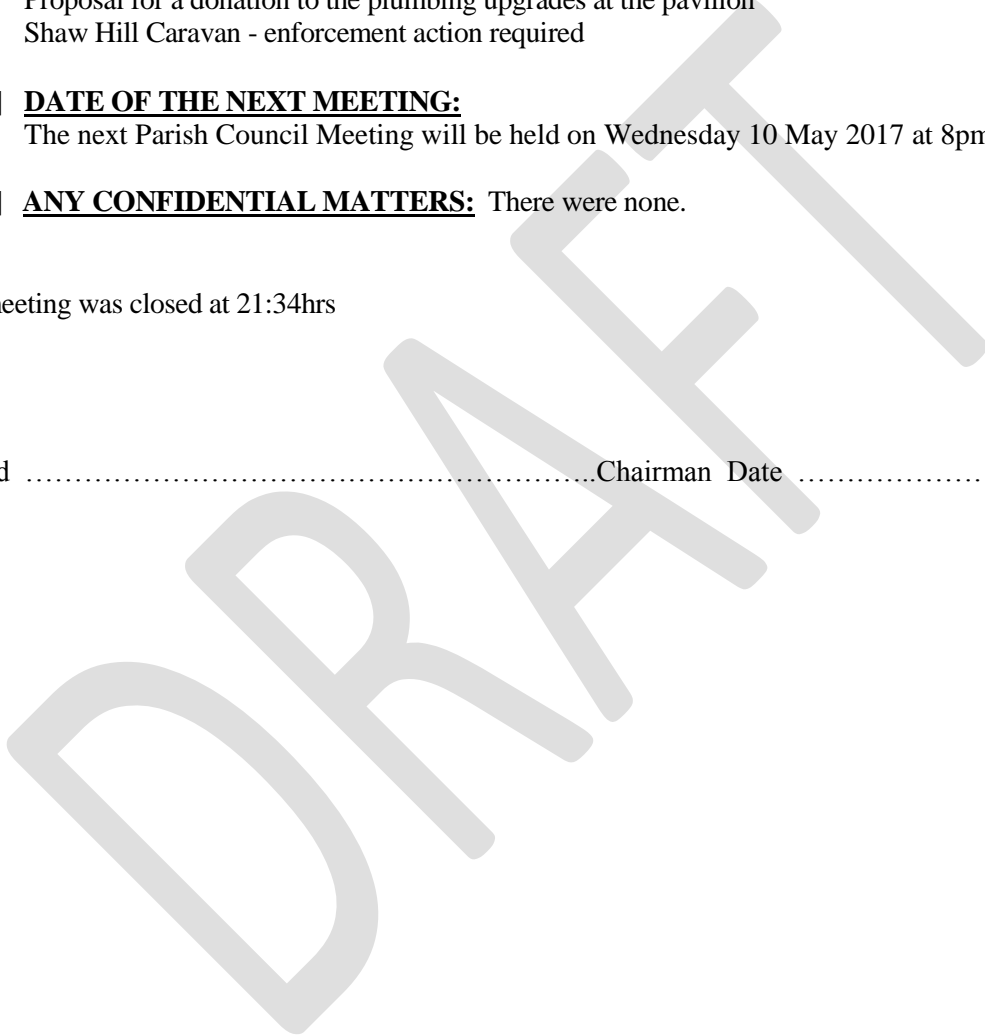 Proposal for a donation to the plumbing upgrades at the pavilion
Shaw Hill Caravan - enforcement action required
] DATE OF THE NEXT MEETING:
The next Parish Council Meeting will be held on Wednesday 10 May 2017 at 8pm
] ANY CONFIDENTIAL MATTERS: There were none.
eeting was closed at 21:34hrs
d …………………………………………………..Chairman Date ………………
DRAFT